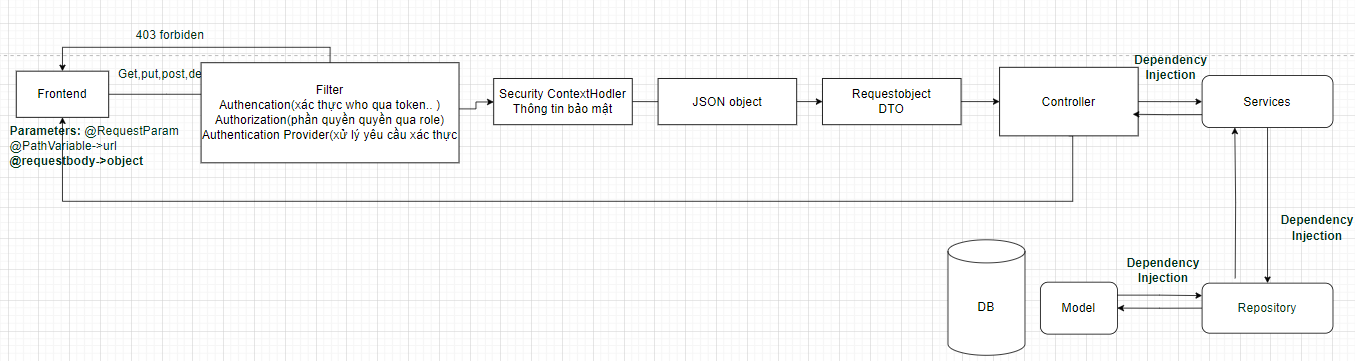 403 forbiden
Frontend
Get,put,post,de
Parameters: @RequestParam
@PathVariable->url
@requestbody->object
Filter
Authencation(xác thực who qua token.. )
Authorization(phần quyền quyền qua role)
Authentication Provider(xử lý yêu cầu xác thực
Security ContextHodler
Thông tin bảo mật
JSON object
Requestobject
DTO
Controller
Dependency
Injection
Services
Dependency
Injection
DB
Model
Dependency
Injection
Repository